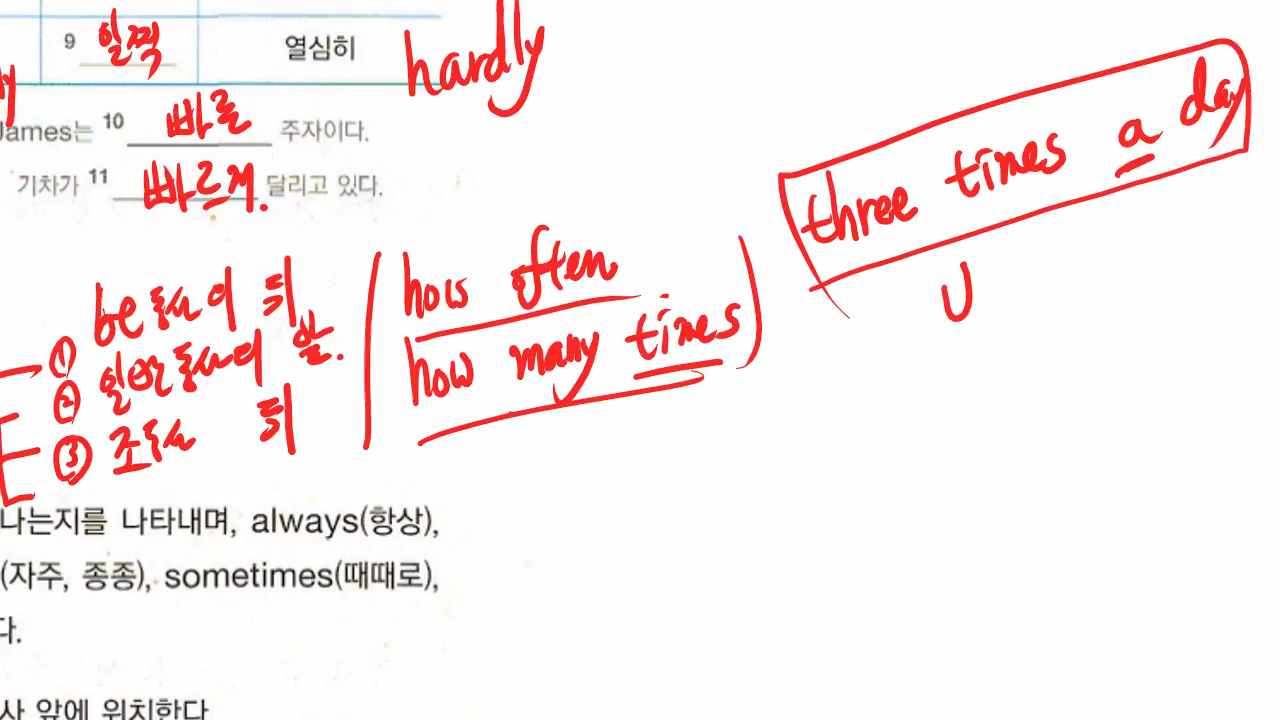 9 일찍 열심히 hardly
James는 10 빠른 주자이다.
기차가 11 빠르게. 달리고 있다.
three times a day
how often
how many times
① be동사의 뒤
② 일반동사의 앞.
③ 조동사 뒤
나는지를 나타내며, always(항상),
(자주, 종종), sometimes(때때로),
다.
사 앞에 위치한다